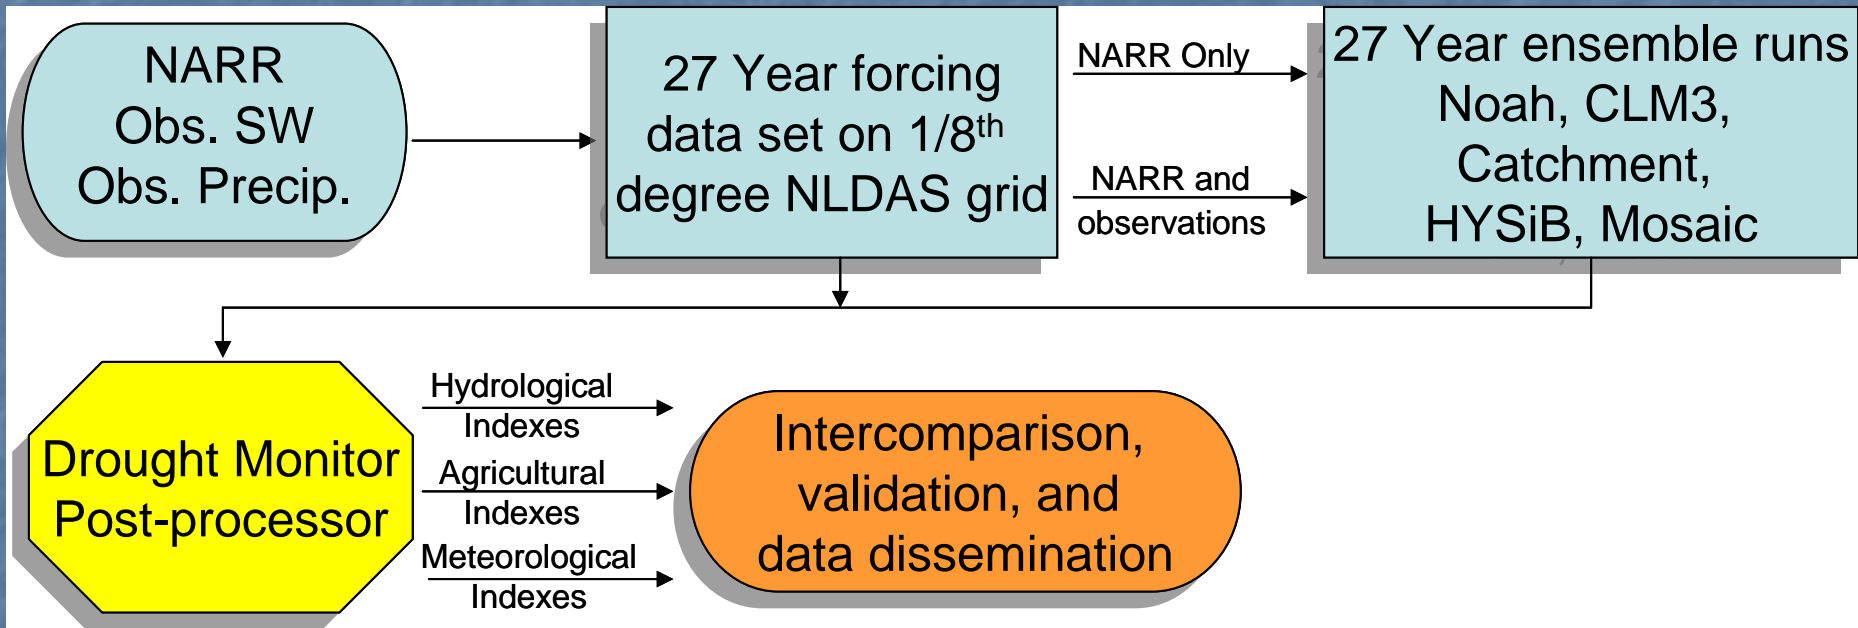 NARR
Obs. SW
Obs. Precip.
27 Year forcing
data set on 1/8th
degree NLDAS grid
NARR Only
NARR and
observations
27 Year ensemble runs
Noah, CLM3,
Catchment,
HYSiB, Mosaic
Drought Monitor
Post-processor
Hydrological
Indexes
Agricultural
Indexes
Meteorological
Indexes
Intercomparison,
validation, and
data dissemination